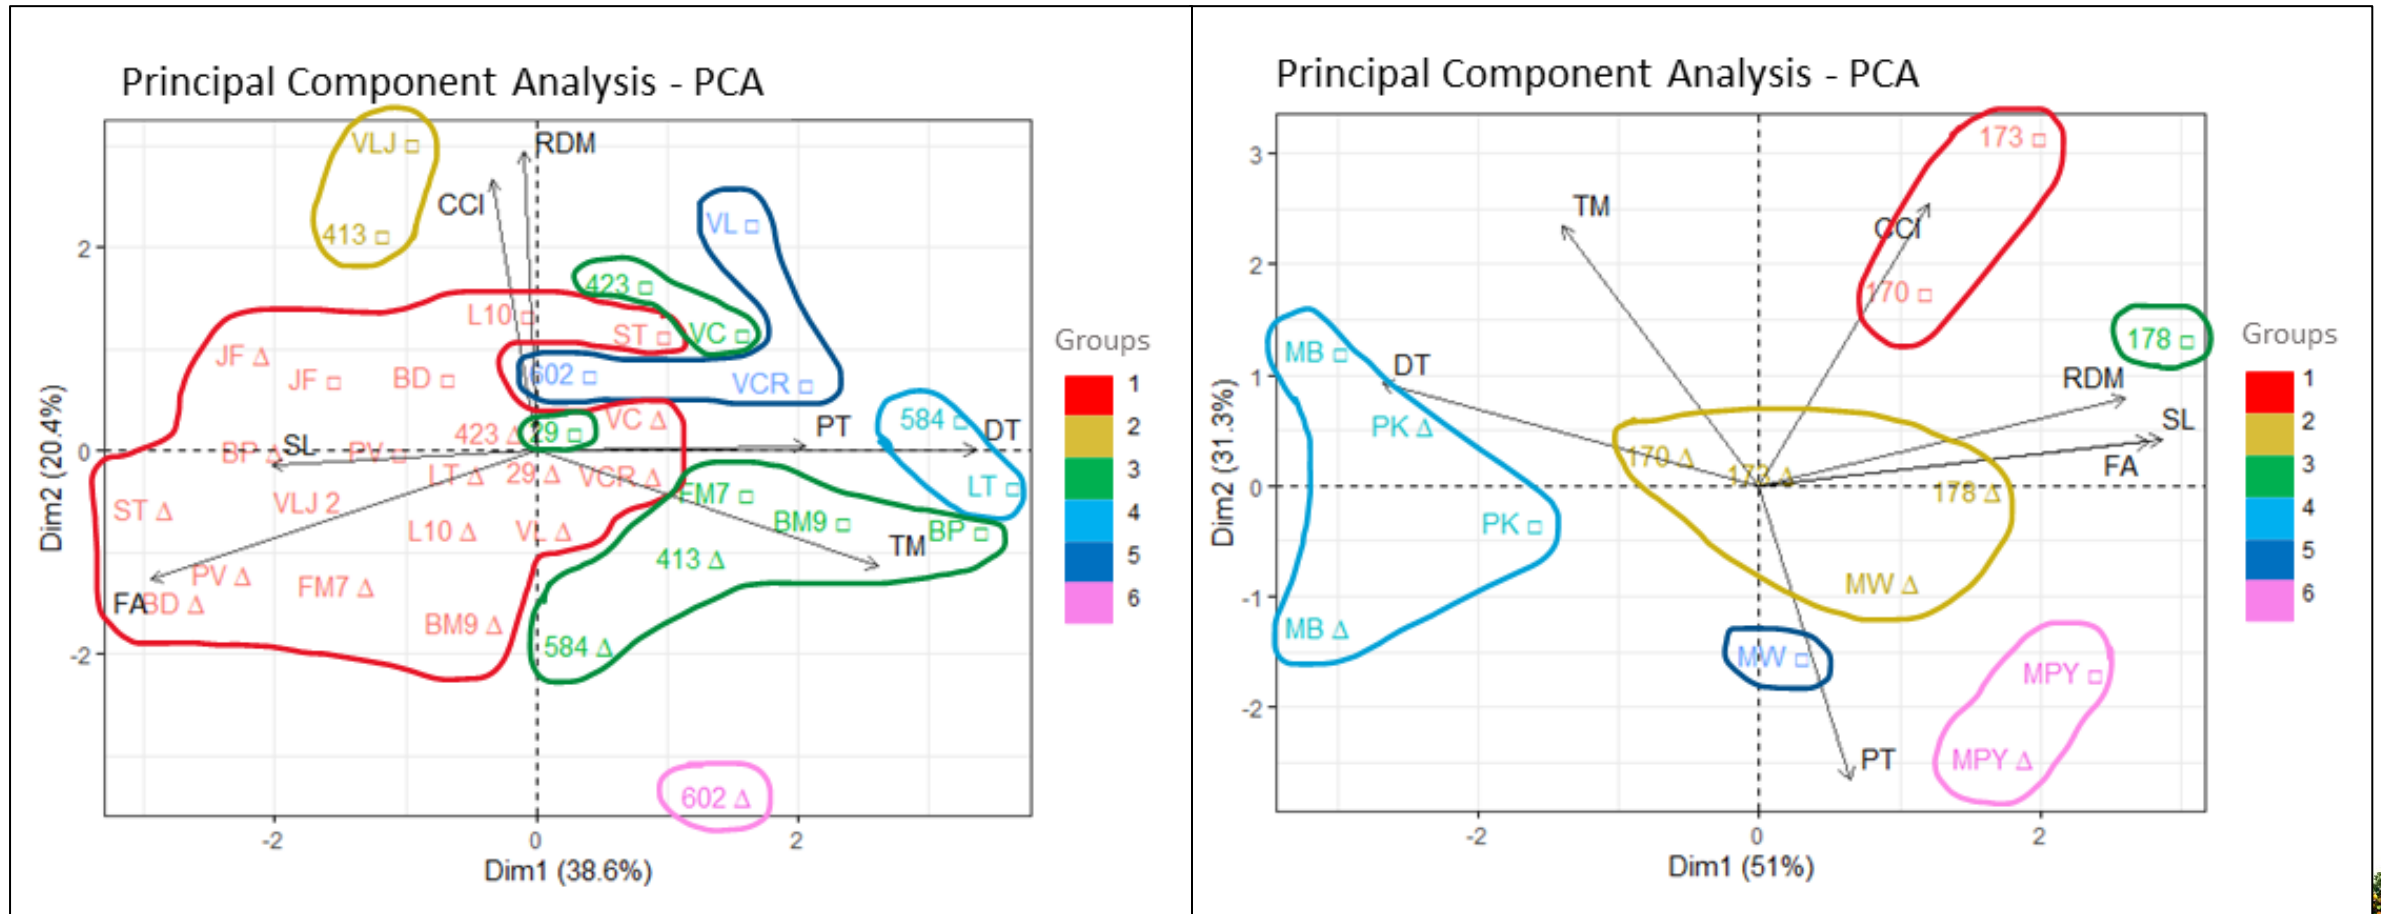 Principal Component Analysis - PCA
VLJ □
RDM
CCI
413 □
VL □
2
423 □
L10 □
ST □
VC □
JF Δ
JF □
BD □
602 □
VCR □
VC Δ
584 □
PT
DT
423 Δ
29 □
0
BP Δ
SL
PV □
LT Δ
29 Δ
VCR Δ
LT □
ST Δ
VLJ 2
FM7 □
L10 Δ
VL Δ
BM9 □
BP □
413 Δ
TM
PV Δ
FM7 Δ
FA
BD Δ
BM9 Δ
584 Δ
-2
602 Δ
Dim2 (20.4%)
-2
0
2
Dim1 (38.6%)
Groups
1
2
3
4
5
6
Principal Component Analysis - PCA
3
173 □
TM
CCI
2
170 □
MB □
178 □
DT
1
RDM
PK Δ
SL
170 Δ
FA
0
178 Δ
PK □
MW Δ
-1
MB Δ
MW □
MPY □
-2
MPY Δ
PT
Dim2 (31.3%)
-2
0
2
Dim1 (51%)
Groups
1
2
3
4
5
6